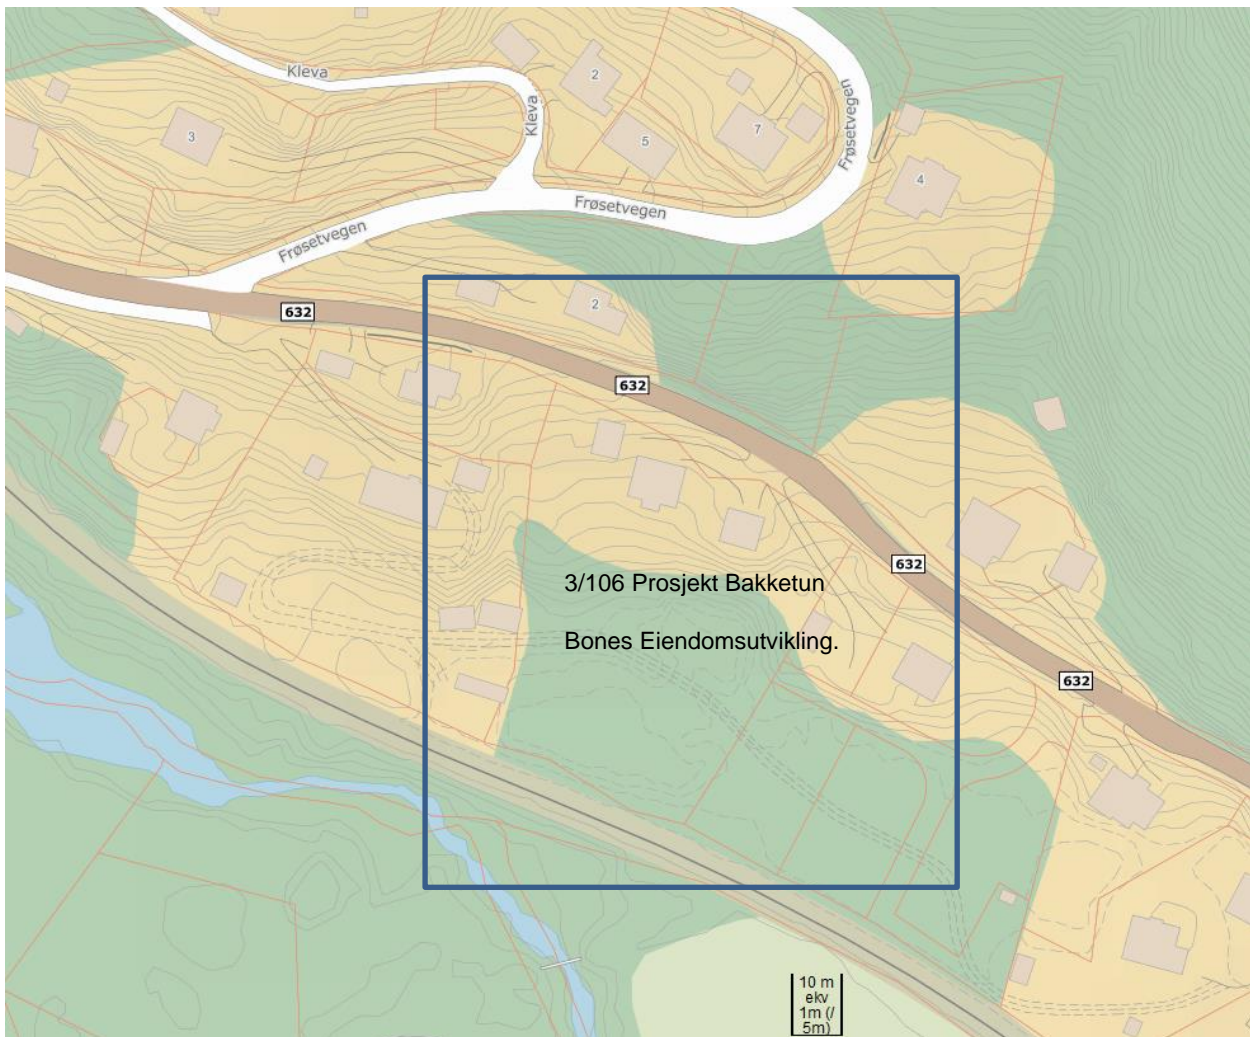 Kleva
Kleva
2
3
5
7
Frøsetvegen
4
Frøsetvegen
Frøsetvegen
632
2
632
632
3/106 Prosjekt Bakketun
Bones Eiendomsutvikling.
632
10 m
ekv
1m (/
5m)